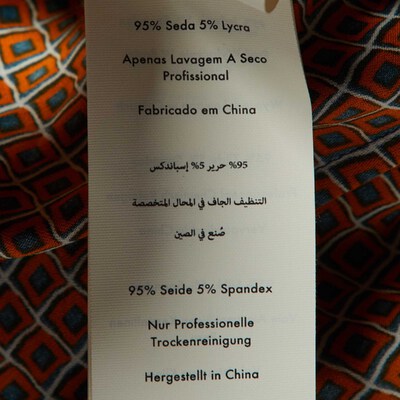 95% Seda 5% Lycra
Apenas Lavagem A Seco
Profissional
Fabricado em China
95% حرير 5% إسباندكس
التنظيف الجاف في المحال المتخصصة
صُنع في الصين
95% Seide 5% Spandex
Nur Professionelle
Trockenreinigung
Hergestellt in China